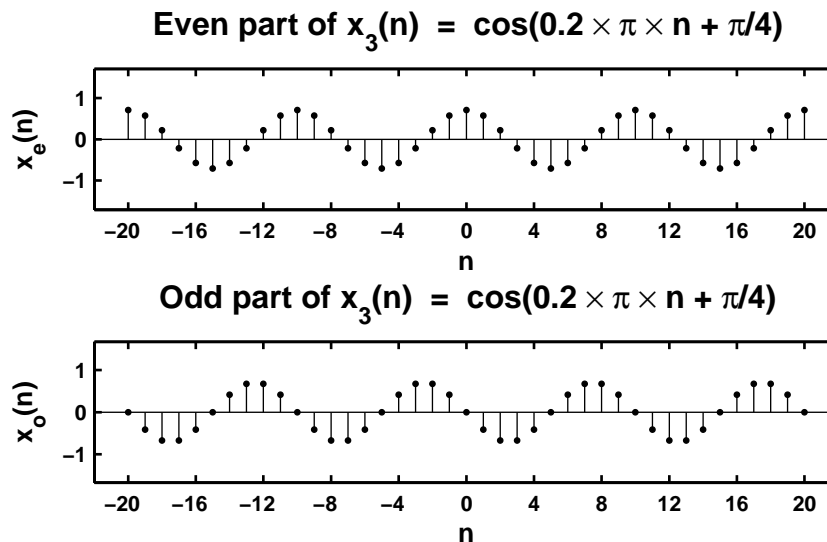 Even part of x₃(n) = cos(0.2 × π × n + π/4)
xₑ(n)
1
0
−1
−20 −16 −12 −8 −4 0 4 8 12 16 20
n
Odd part of x₃(n) = cos(0.2 × π × n + π/4)
xₒ(n)
1
0
−1
−20 −16 −12 −8 −4 0 4 8 12 16 20
n